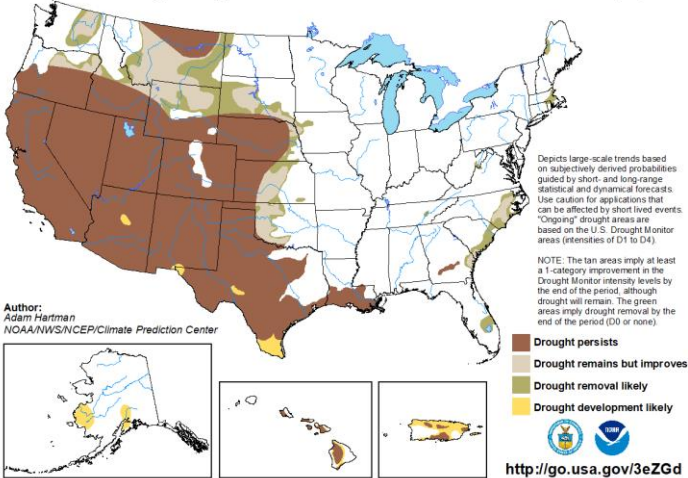 Depicts large-scale trends based
on subjectively derived probabilities
guided by short- and long-range
statistical and dynamical forecasts.
Use caution for applications that
can be affected by short lived events.
"Ongoing" drought areas are
based on the U.S. Drought Monitor
areas (intensities of D1 to D4).
NOTE: The tan areas imply at least
a 1-category improvement in the
Drought Monitor intensity levels by
the end of the period, although
drought will remain. The green
areas imply drought removal by the
end of the period (D0 or none).
Author:
Adam Hartman
NOAA/NWS/NCEP/Climate Prediction Center
Drought persists
Drought remains but improves
Drought removal likely
Drought development likely
NOAA
http://go.usa.gov/3eZGd